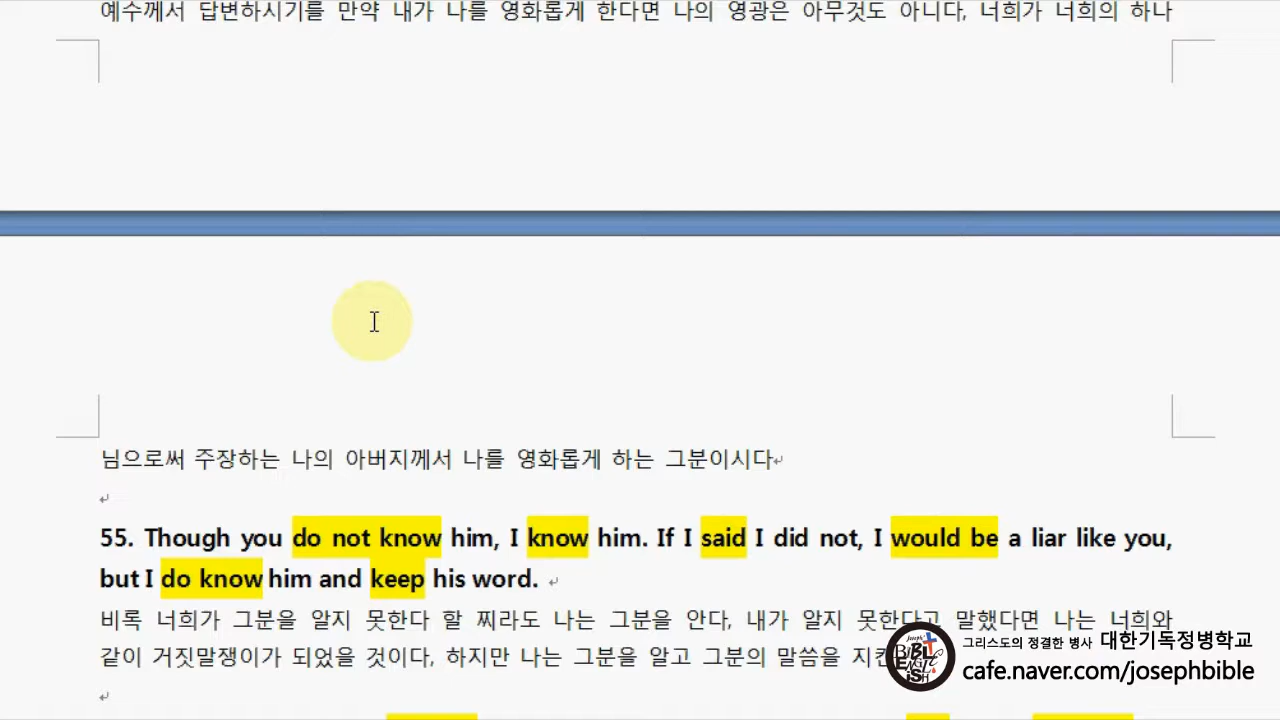 예수께서 답변하시기를 만약 내가 나를 영화롭게 한다면 나의 영광은 아무것도 아니다, 너희가 너희의 하나
님으로써 주장하는 나의 아버지께서 나를 영화롭게 하는 그분이시다
55. Though you do not know him, I know him. If I said I did not, I would be a liar like you,
but I do know him and keep his word.
비록 너희가 그분을 알지 못한다 할 찌라도 나는 그분을 안다, 내가 알지 못한다고 말했다면 나는 너희와
같이 거짓말쟁이가 되었을 것이다, 하지만 나는 그분을 알고 그분의 말씀을
Joseph's
BIBLE
ENGLISH
그리스도의 정결한 병사 대한기독정병학교
cafe.naver.com/josephbible